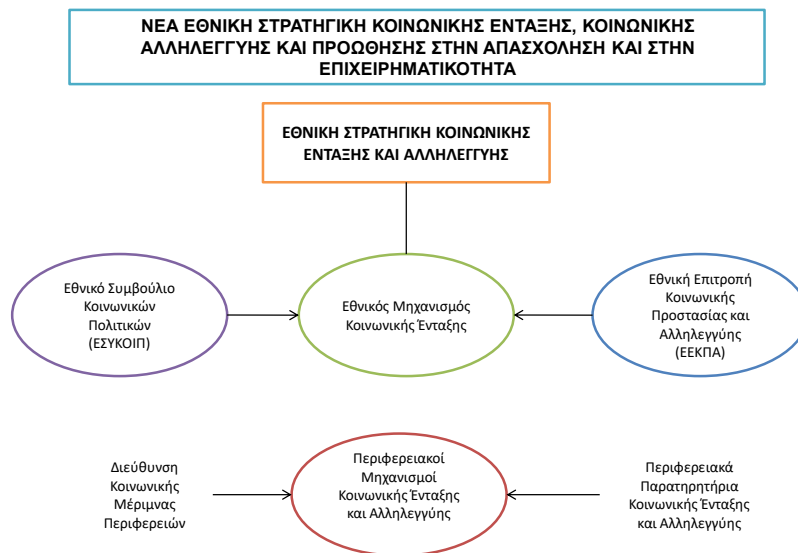 ΝΕΑ ΕΘΝΙΚΗ ΣΤΡΑΤΗΓΙΚΗ ΚΟΙΝΩΝΙΚΗΣ ΕΝΤΑΞΗΣ, ΚΟΙΝΩΝΙΚΗΣ
ΑΛΛΗΛΕΓΓΥΗΣ ΚΑΙ ΠΡΟΩΘΗΣΗΣ ΣΤΗΝ ΑΠΑΣΧΟΛΗΣΗ ΚΑΙ ΣΤΗΝ
ΕΠΙΧΕΙΡΗΜΑΤΙΚΟΤΗΤΑ
ΕΘΝΙΚΗ ΣΤΡΑΤΗΓΙΚΗ ΚΟΙΝΩΝΙΚΗΣ
ΕΝΤΑΞΗΣ ΚΑΙ ΑΛΛΗΛΕΓΓΥΗΣ
Εθνικό Συμβούλιο
Κοινωνικών
Πολιτικών
(ΕΣΥΚΟΙΠ)
Εθνικός Μηχανισμός
Κοινωνικής Ένταξης
Εθνική Επιτροπή
Κοινωνικής
Προστασίας και
Αλληλεγγύης
(ΕΕΚΠΑ)
Διεύθυνση
Κοινωνικής
Μέριμνας
Περιφερειών
Περιφερειακοί
Μηχανισμοί
Κοινωνικής Ένταξης
και Αλληλεγγύης
Περιφερειακά
Παρατηρητήρια
Κοινωνικής Ένταξης
και Αλληλεγγύης